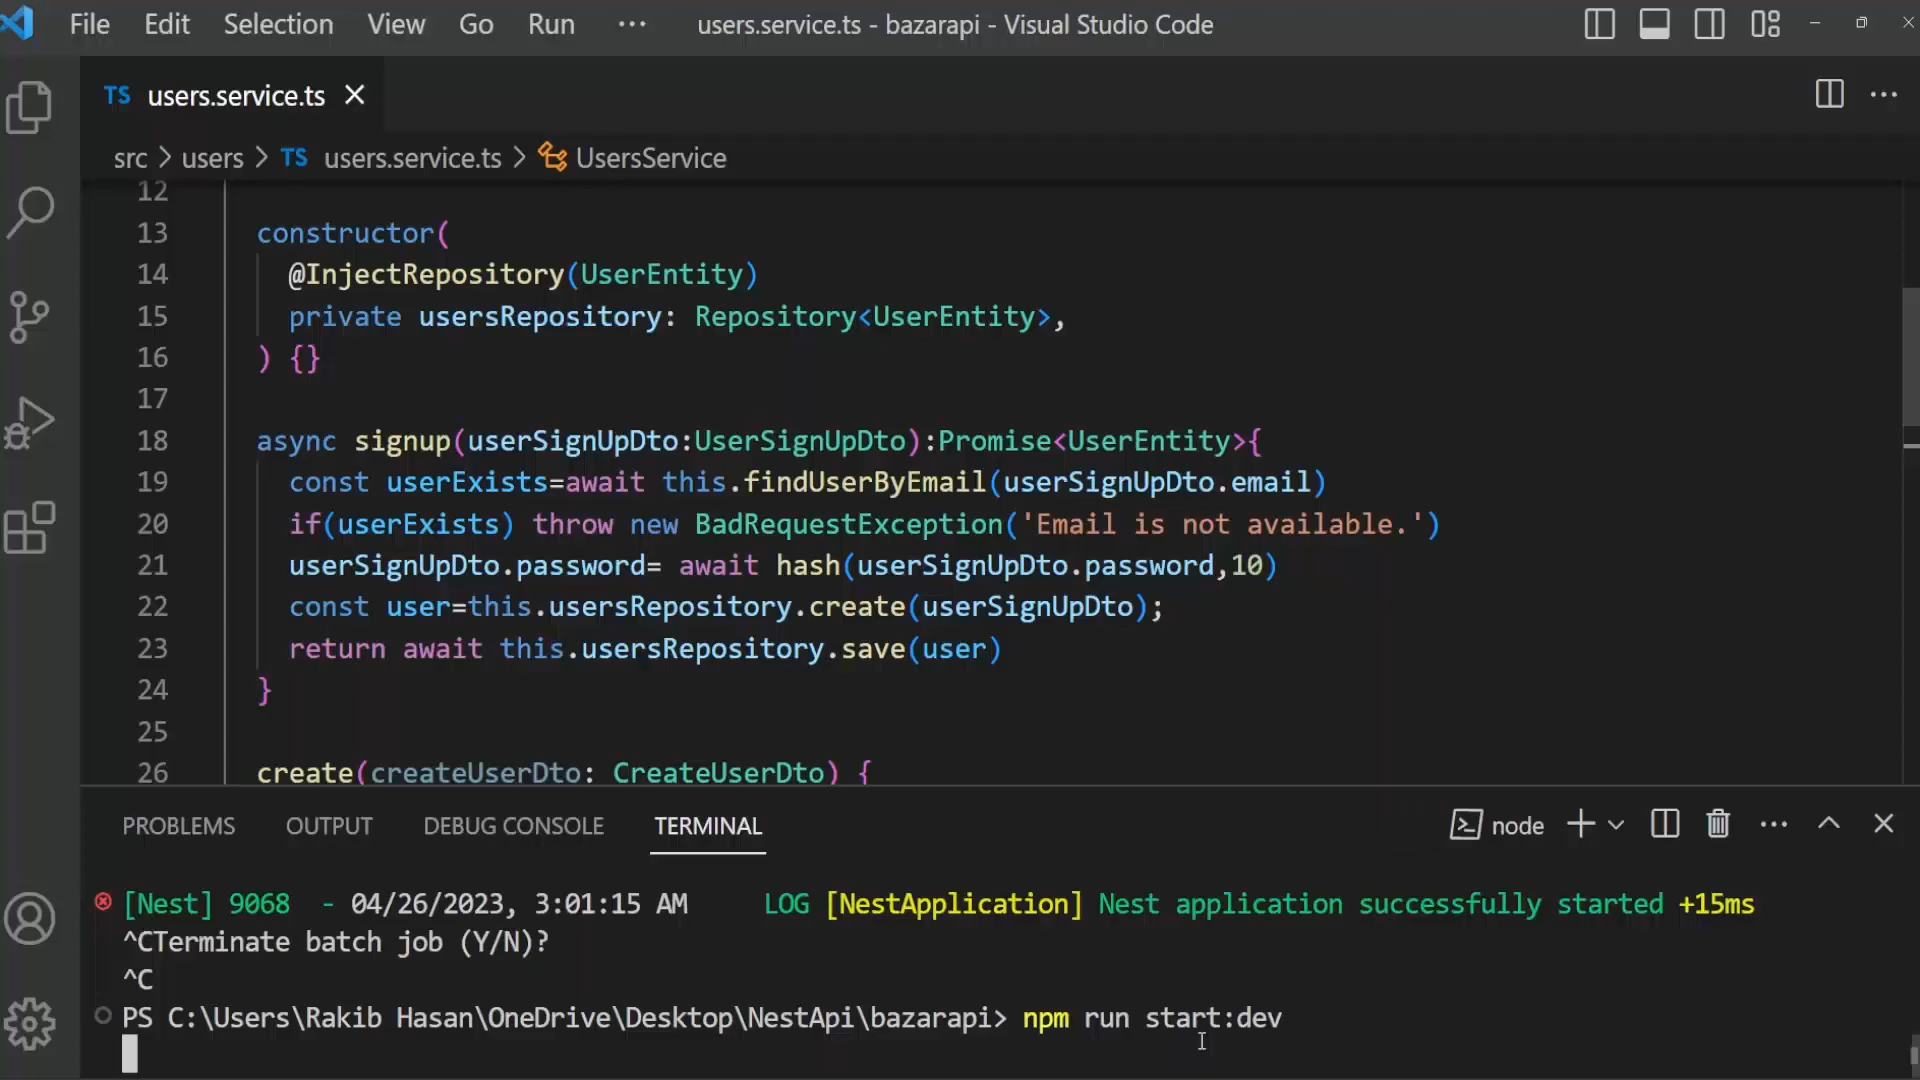 File Edit Selection View Go Run ··· users.service.ts - bazarapi - Visual Studio Code
TS users.service.ts
src > users > TS users.service.ts > UsersService
12
13 constructor(
14 @InjectRepository(UserEntity)
15 private usersRepository: Repository<UserEntity>,
16 ) {}
17
18 async signup(userSignUpDto:UserSignUpDto):Promise<UserEntity>{
19 const userExists=await this.findUserByEmail(userSignUpDto.email)
20 if(userExists) throw new BadRequestException('Email is not available.')
21 userSignUpDto.password= await hash(userSignUpDto.password,10)
22 const user=this.usersRepository.create(userSignUpDto);
23 return await this.usersRepository.save(user)
24 }
25
26 create(createUserDto: CreateUserDto) {
PROBLEMS OUTPUT DEBUG CONSOLE TERMINAL node
[Nest] 9068 - 04/26/2023, 3:01:15 AM LOG [NestApplication] Nest application successfully started +15ms
^CTerminate batch job (Y/N)?
^C
PS C:\Users\Rakib Hasan\OneDrive\Desktop\NestApi\bazarapi> npm run start:dev